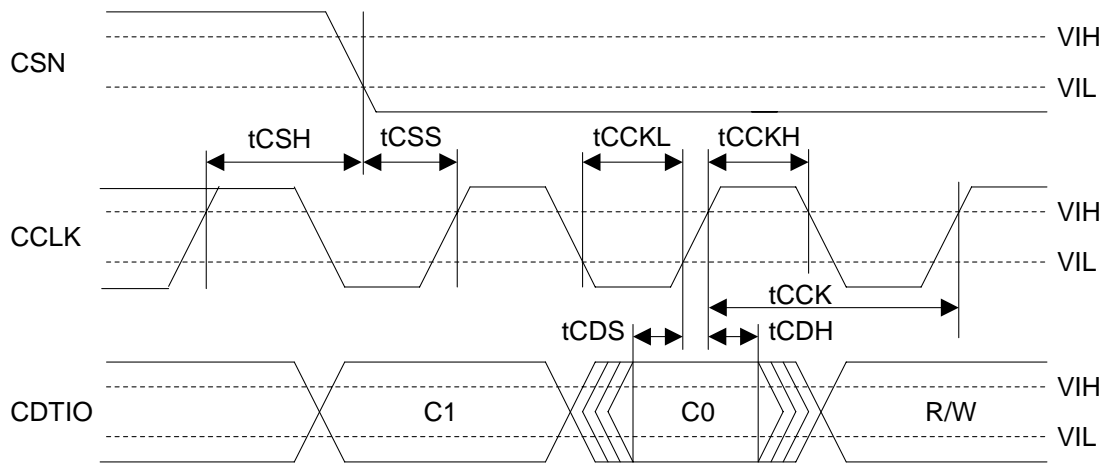 CSN
VIH
VIL
tCSH
tCSS
tCCKL
tCCKH
CCLK
VIH
VIL
tCCK
tCDS
tCDH
CDTIO
C1
C0
R/W
VIH
VIL